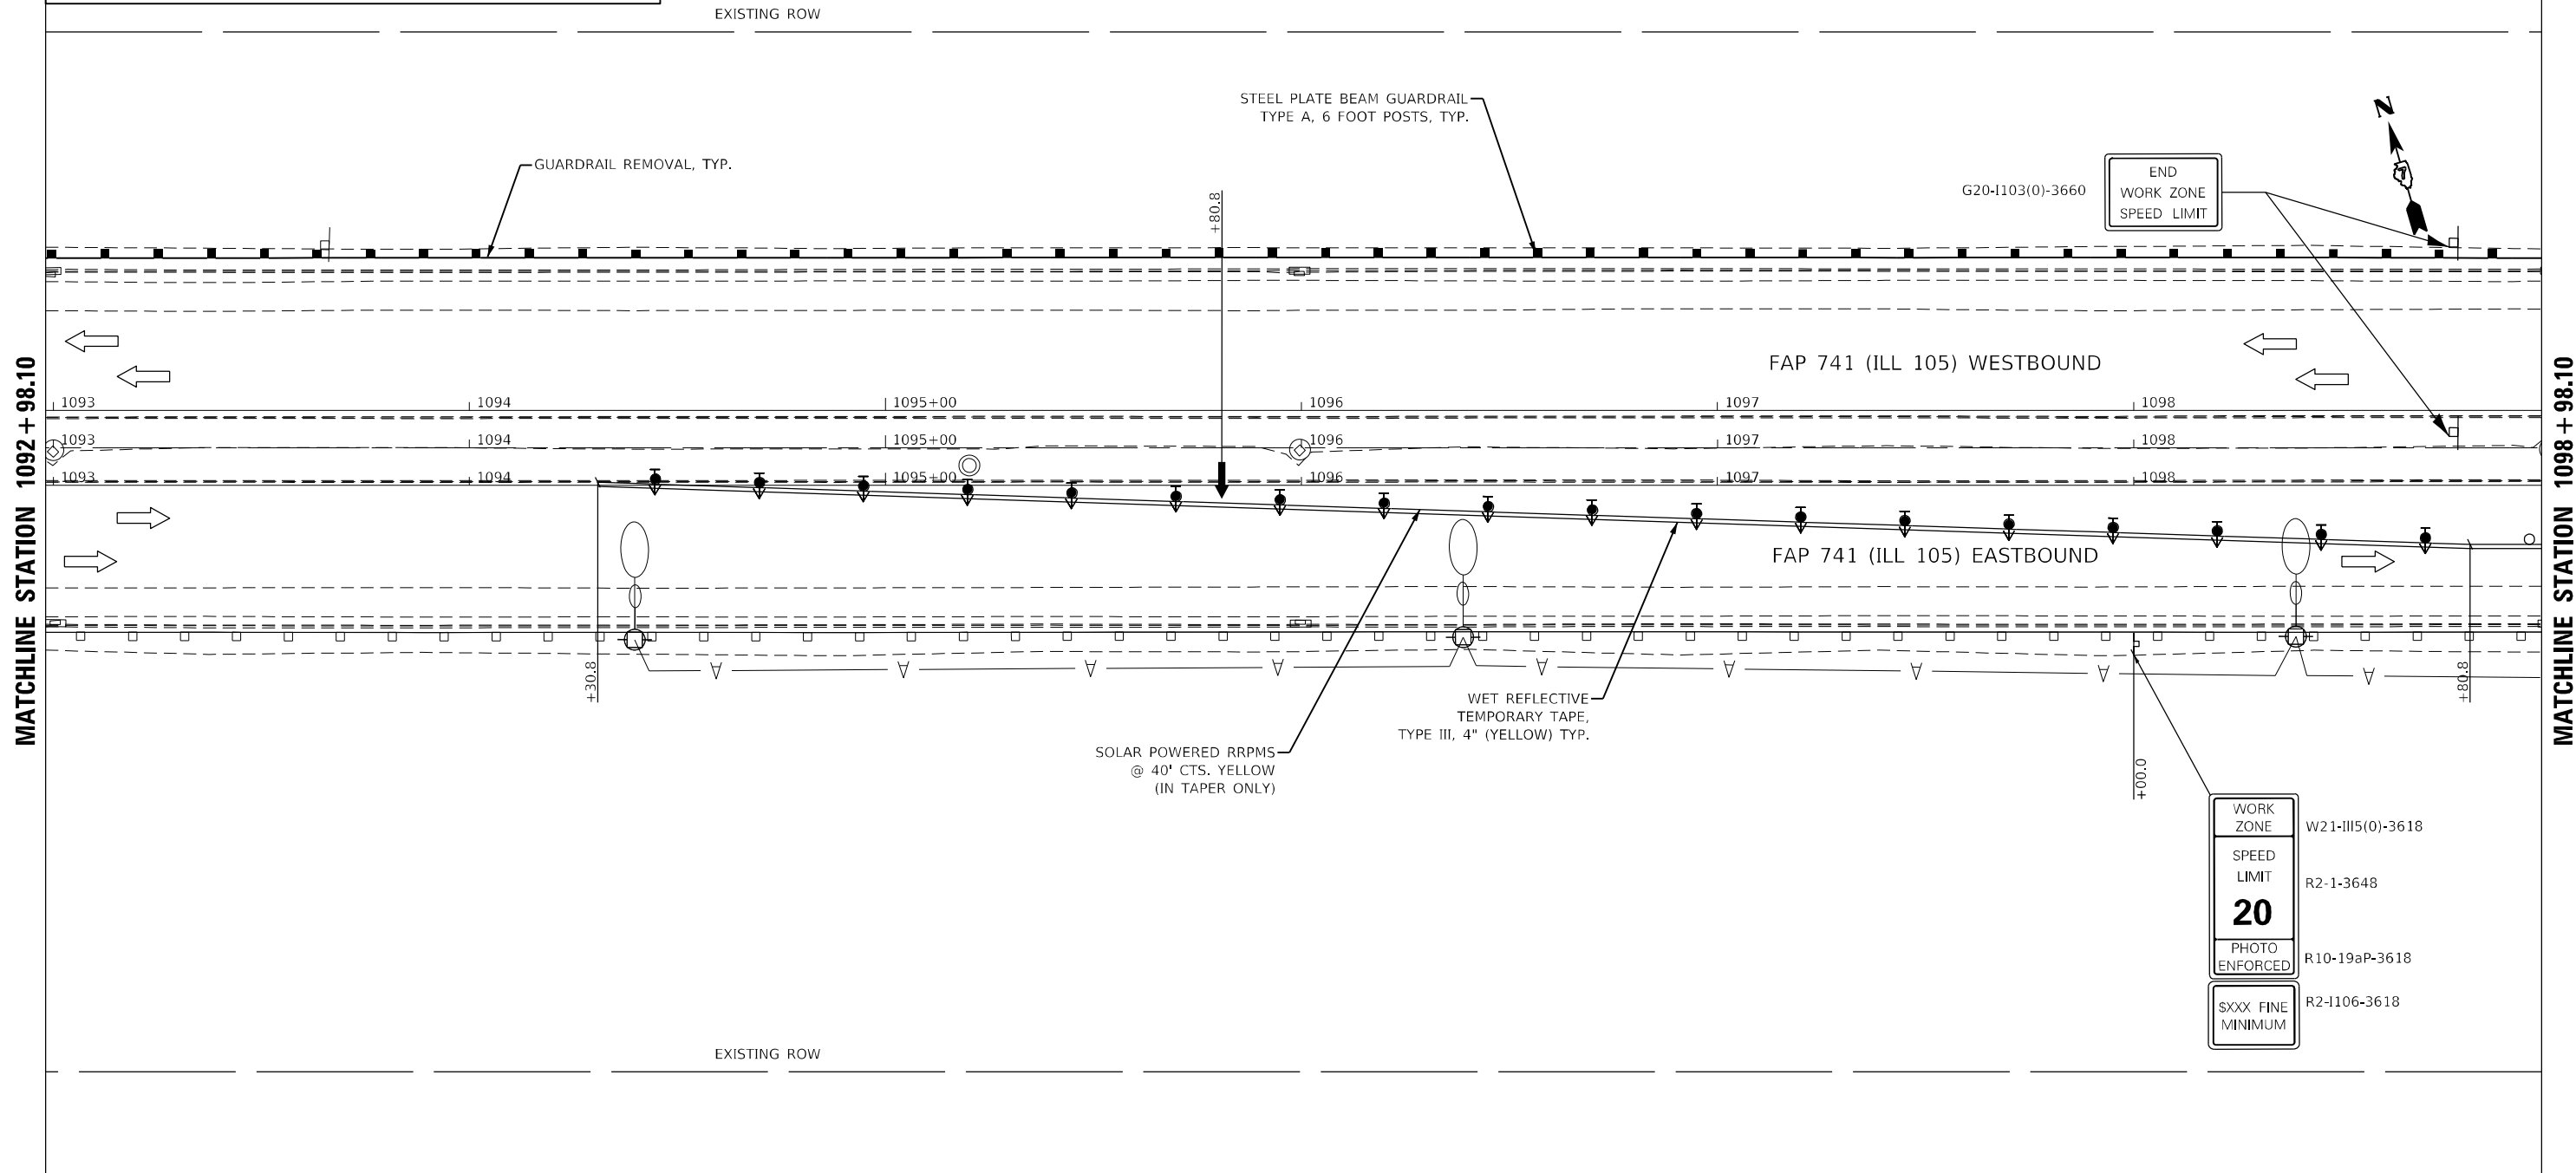 EXISTING ROW
STEEL PLATE BEAM GUARDRAIL
TYPE A, 6 FOOT POSTS, TYP.
GUARDRAIL REMOVAL, TYP.
N
END
WORK ZONE
SPEED LIMIT
G20-I103(0)-3660
+80.8
MATCHLINE STATION 1092+98.10
MATCHLINE STATION 1098+98.10
FAP 741 (ILL 105) WESTBOUND
1093 1094 1095+00 1096 1097 1098
1093 1094 1095+00 1096 1097 1098
1093 1094 1095+00 1096 1097 1098
FAP 741 (ILL 105) EASTBOUND
+30.8
+80.8
WET REFLECTIVE
TEMPORARY TAPE,
TYPE III, 4" (YELLOW) TYP.
SOLAR POWERED RRPMS
@ 40' CTS. YELLOW
(IN TAPER ONLY)
+00.0
WORK
ZONE
W21-III5(0)-3618
SPEED
LIMIT
20
R2-1-3648
PHOTO
ENFORCED
R10-19aP-3618
$XXX FINE
MINIMUM
R2-I106-3618
EXISTING ROW